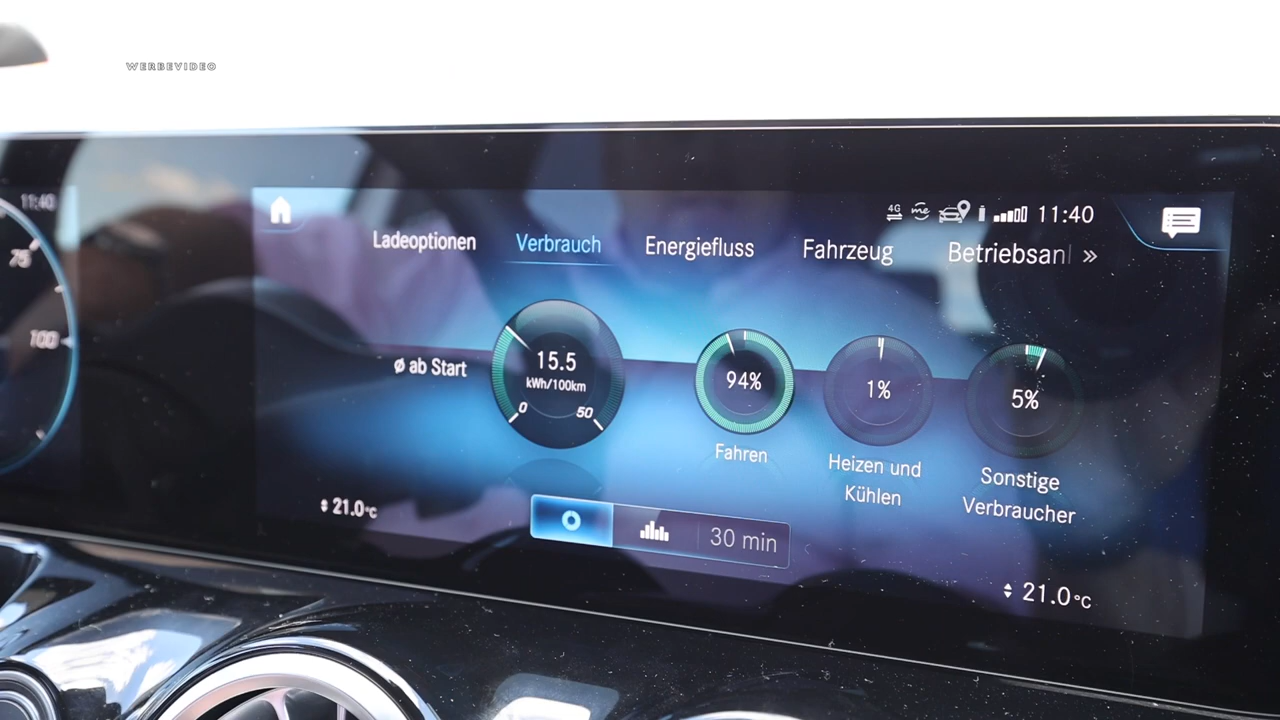 WERBEVIDEO
11:40
75
100
4G me 11:40
Ladeoptionen Verbrauch Energiefluss Fahrzeug Betriebsanl »
Ø ab Start
15.5
kWh/100km
0 50
94%
Fahren
1%
Heizen und
Kühlen
5%
Sonstige
Verbraucher
21.0°C
30 min
21.0°C